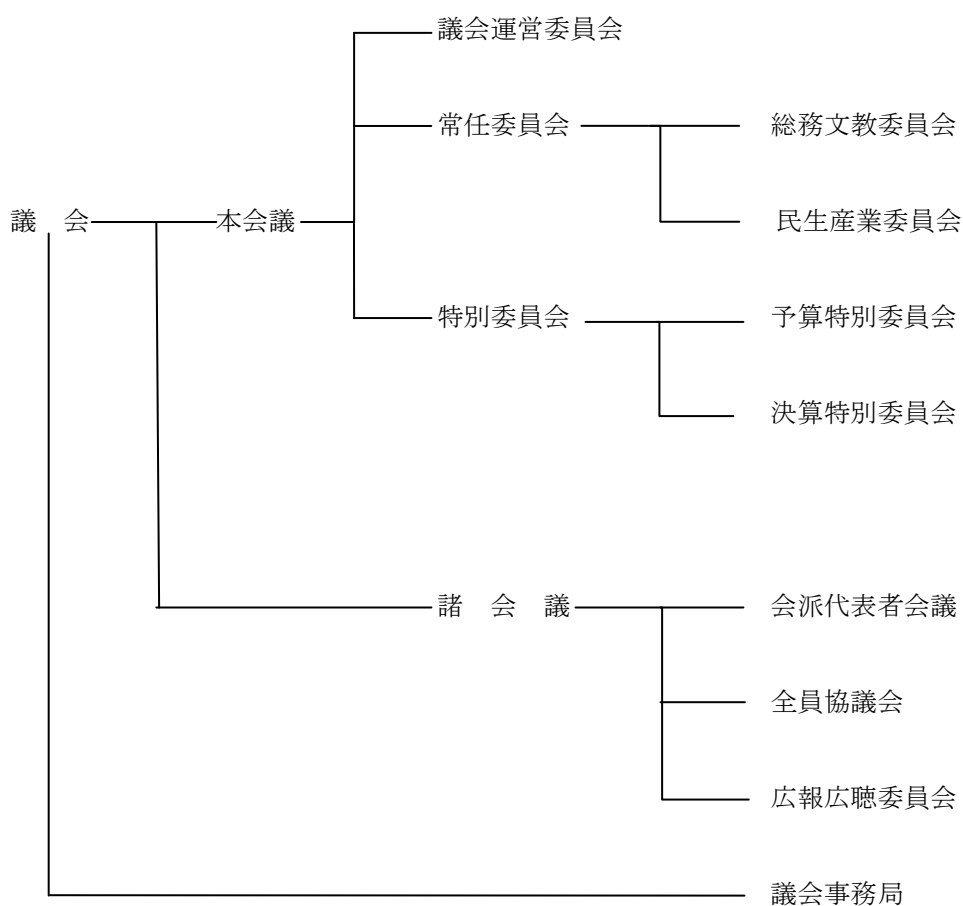 議会運営委員会
常任委員会 総務文教委員会
議　会 本会議 民生産業委員会
特別委員会 予算特別委員会
決算特別委員会
諸　会　議 会派代表者会議
全員協議会
広報広聴委員会
議会事務局